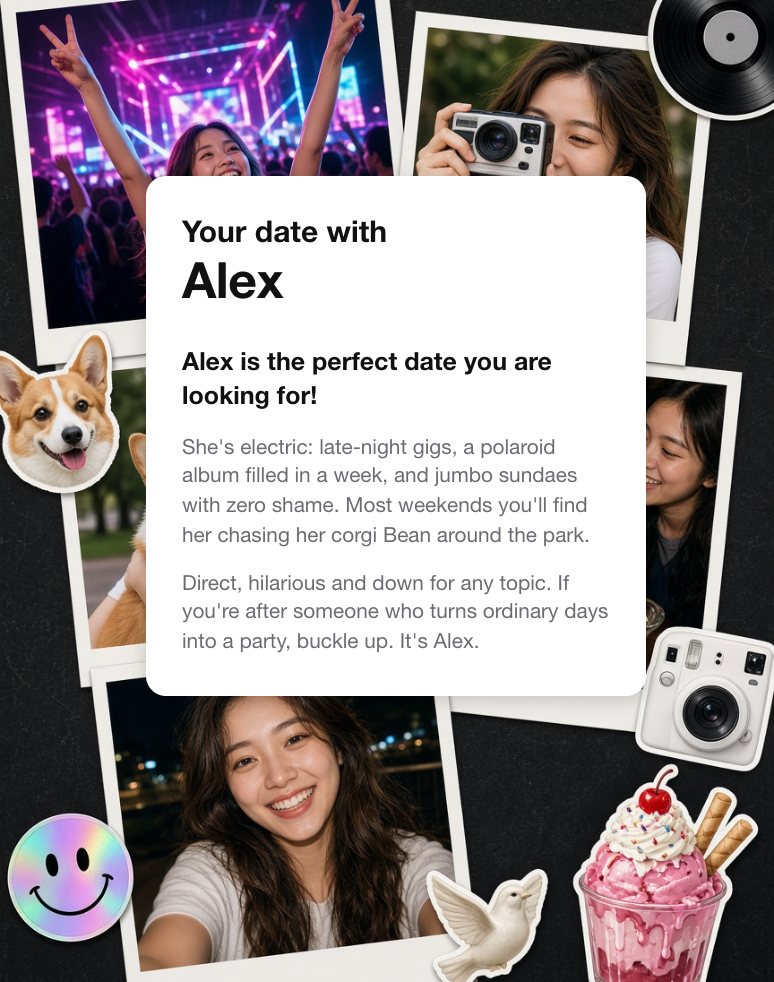 Your date with
Alex
Alex is the perfect date you are
looking for!
She's electric: late-night gigs, a polaroid
album filled in a week, and jumbo sundaes
with zero shame. Most weekends you'll find
her chasing her corgi Bean around the park.
Direct, hilarious and down for any topic. If
you're after someone who turns ordinary days
into a party, buckle up. It's Alex.